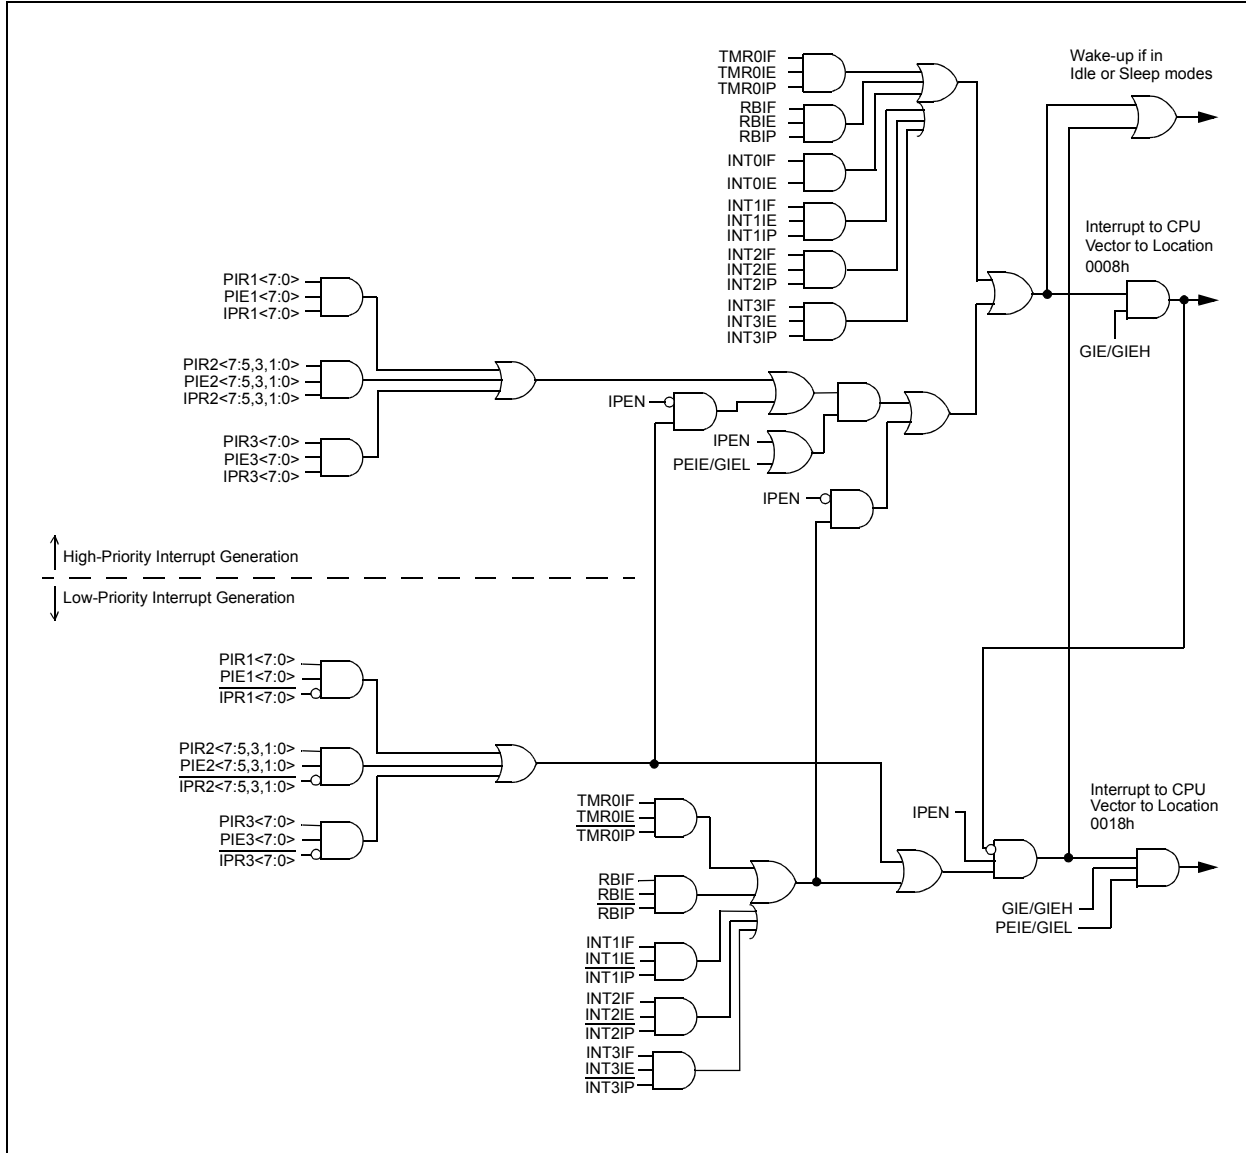 TMR0IF
TMR0IE
TMR0IP
RBIF
RBIE
RBIP
INT0IF
INT0IE
INT1IF
INT1IE
INT1IP
INT2IF
INT2IE
INT2IP
INT3IF
INT3IE
INT3IP
Wake-up if in
Idle or Sleep modes
Interrupt to CPU
Vector to Location
0008h
GIE/GIEH
PIR1<7:0>
PIE1<7:0>
IPR1<7:0>
PIR2<7:5,3,1:0>
PIE2<7:5,3,1:0>
IPR2<7:5,3,1:0>
PIR3<7:0>
PIE3<7:0>
IPR3<7:0>
IPEN
IPEN
PEIE/GIEL
IPEN
High-Priority Interrupt Generation
Low-Priority Interrupt Generation
PIR1<7:0>
PIE1<7:0>
IPR1<7:0>
PIR2<7:5,3,1:0>
PIE2<7:5,3,1:0>
IPR2<7:5,3,1:0>
PIR3<7:0>
PIE3<7:0>
IPR3<7:0>
TMR0IF
TMR0IE
TMR0IP
RBIF
RBIE
RBIP
INT1IF
INT1IE
INT1IP
INT2IF
INT2IE
INT2IP
INT3IF
INT3IE
INT3IP
IPEN
Interrupt to CPU
Vector to Location
0018h
GIE/GIEH
PEIE/GIEL